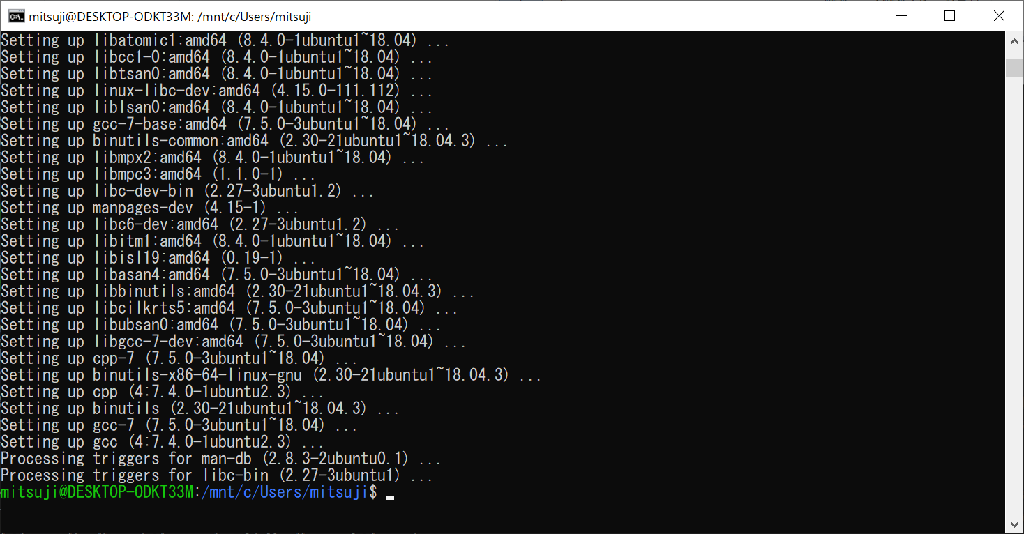 mitsuji@DESKTOP-ODKT33M: /mnt/c/Users/mitsuji
Setting up libatomic1:amd64 (8.4.0-1ubuntu1~18.04) ...
Setting up libcc1-0:amd64 (8.4.0-1ubuntu1~18.04) ...
Setting up libtsan0:amd64 (8.4.0-1ubuntu1~18.04) ...
Setting up linux-libc-dev:amd64 (4.15.0-111.112) ...
Setting up liblsan0:amd64 (8.4.0-1ubuntu1~18.04) ...
Setting up gcc-7-base:amd64 (7.5.0-3ubuntu1~18.04) ...
Setting up binutils-common:amd64 (2.30-21ubuntu1~18.04.3) ...
Setting up libmpx2:amd64 (8.4.0-1ubuntu1~18.04) ...
Setting up libmpc3:amd64 (1.1.0-1) ...
Setting up libc-dev-bin (2.27-3ubuntu1.2) ...
Setting up manpages-dev (4.15-1) ...
Setting up libc6-dev:amd64 (2.27-3ubuntu1.2) ...
Setting up libitm1:amd64 (8.4.0-1ubuntu1~18.04) ...
Setting up libisl19:amd64 (0.19-1) ...
Setting up libasan4:amd64 (7.5.0-3ubuntu1~18.04) ...
Setting up libbinutils:amd64 (2.30-21ubuntu1~18.04.3) ...
Setting up libcilkrts5:amd64 (7.5.0-3ubuntu1~18.04) ...
Setting up libubsan0:amd64 (7.5.0-3ubuntu1~18.04) ...
Setting up libgcc-7-dev:amd64 (7.5.0-3ubuntu1~18.04) ...
Setting up cpp-7 (7.5.0-3ubuntu1~18.04) ...
Setting up binutils-x86-64-linux-gnu (2.30-21ubuntu1~18.04.3) ...
Setting up cpp (4:7.4.0-1ubuntu2.3) ...
Setting up binutils (2.30-21ubuntu1~18.04.3) ...
Setting up gcc-7 (7.5.0-3ubuntu1~18.04) ...
Setting up gcc (4:7.4.0-1ubuntu2.3) ...
Processing triggers for man-db (2.8.3-2ubuntu0.1) ...
Processing triggers for libc-bin (2.27-3ubuntu1) ...
mitsuji@DESKTOP-ODKT33M:/mnt/c/Users/mitsuji$